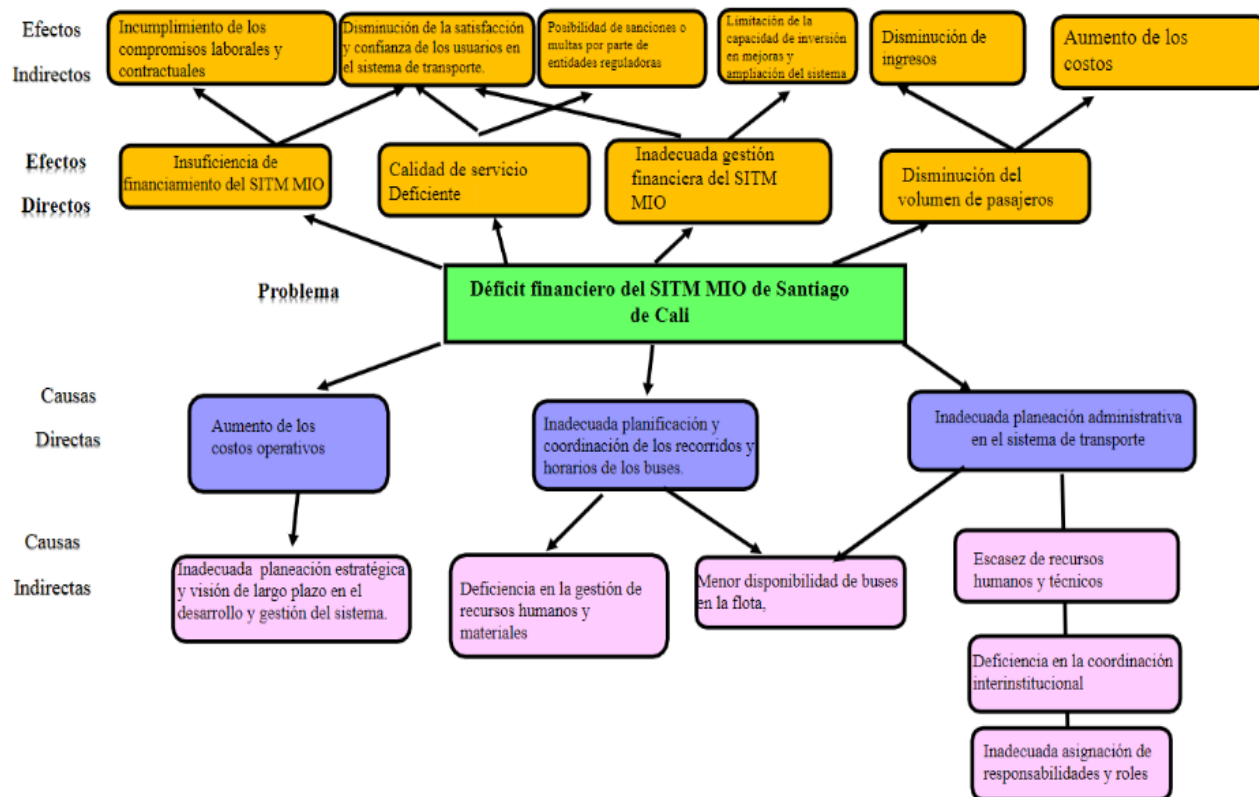 Efectos
Indirectos
Incumplimiento de los
compromisos laborales y
contractuales
Disminución de la satisfacción
y confianza de los usuarios en
el sistema de transporte.
Posibilidad de sanciones o
multas por parte de
entidades reguladoras
Limitación de la
capacidad de inversión
en mejoras y
ampliación del sistema
Disminución de
ingresos
Aumento de los
costos
Efectos
Directos
Insuficiencia de
financiamiento del SITM MIO
Calidad de servicio
Deficiente
Inadecuada gestión
financiera del SITM
MIO
Disminución del
volumen de pasajeros
Problema
Déficit financiero del SITM MIO de Santiago
de Cali
Causas
Directas
Aumento de los
costos operativos
Inadecuada planificación y
coordinación de los recorridos y
horarios de los buses.
Inadecuada planeación administrativa
en el sistema de transporte
Causas
Indirectas
Inadecuada planeación estratégica
y visión de largo plazo en el
desarrollo y gestión del sistema.
Deficiencia en la gestión de
recursos humanos y
materiales
Menor disponibilidad de buses
en la flota,
Escasez de recursos
humanos y técnicos
Deficiencia en la coordinación
interinstitucional
Inadecuada asignación de
responsabilidades y roles